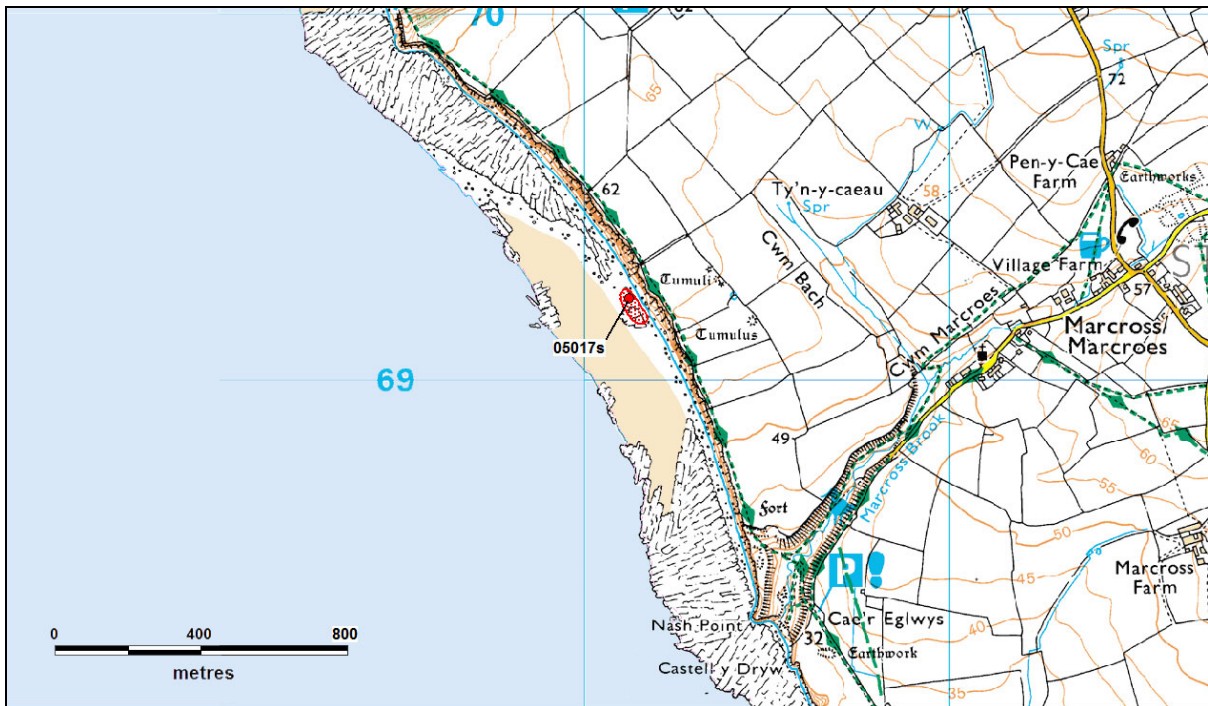 70
Spr
72
65
W
Pen-y-Cae
Farm
Earthworks
62
Ty'n-y-caeau
58
Spr
Cwm Bach
Village Farm
57
Tumuli
Cwm Marcroes
Marcross/
Marcroes
Tumulus
05017s
69
49
65
60
Marcross Brook
55
Fort
50
P
45
Marcross
Farm
Nash Point
Cae'r Eglwys
40
32
Earthwork
Castell y Dryw
35
0 400 800
metres